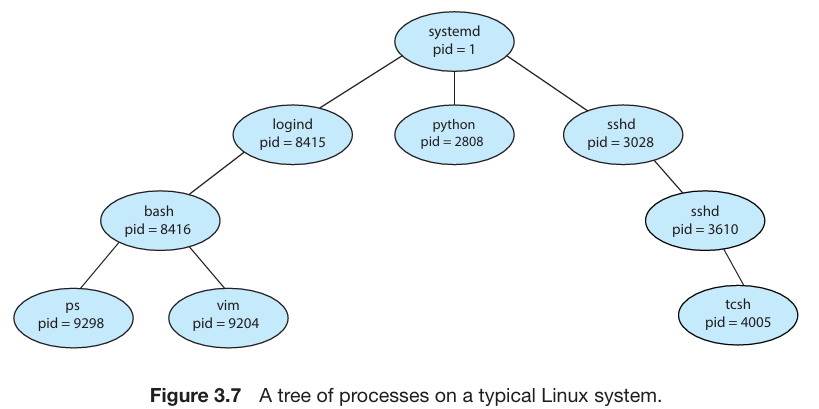 systemd
pid = 1
logind
pid = 8415
python
pid = 2808
sshd
pid = 3028
bash
pid = 8416
sshd
pid = 3610
ps
pid = 9298
vim
pid = 9204
tcsh
pid = 4005
Figure 3.7 A tree of processes on a typical Linux system.